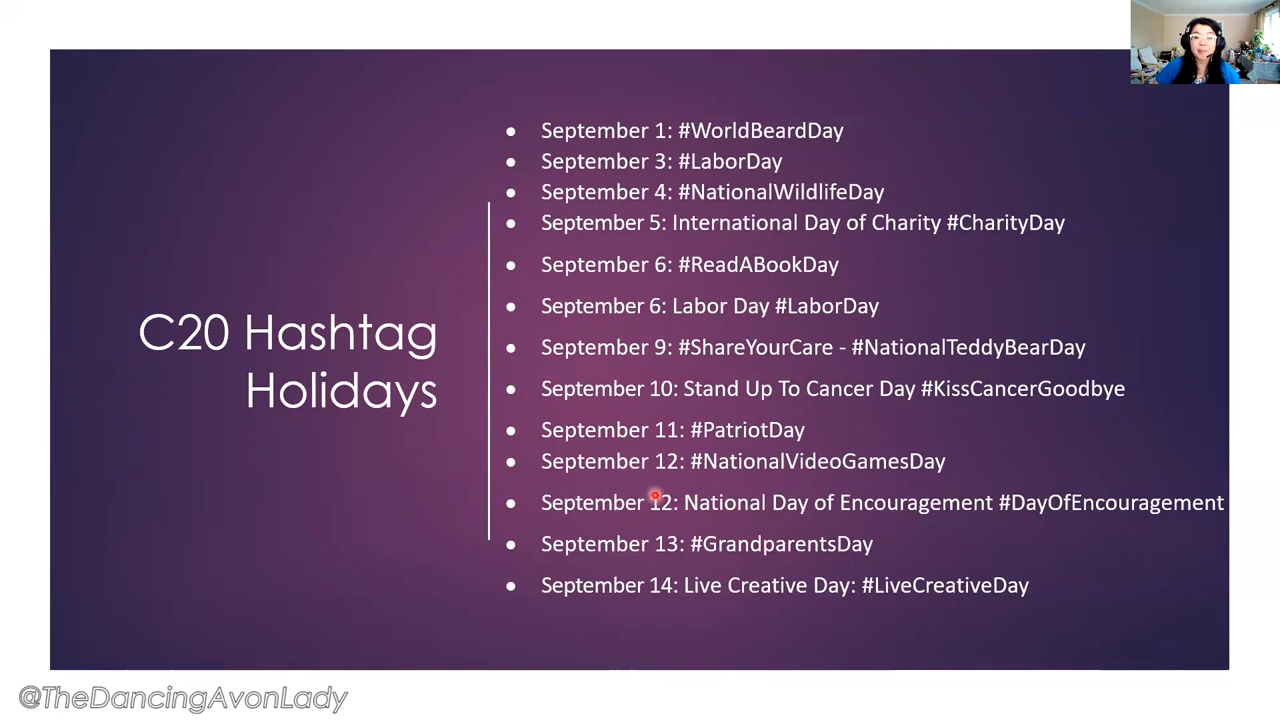 C20 Hashtag
Holidays
September 1: #WorldBeardDay
September 3: #LaborDay
September 4: #NationalWildlifeDay
September 5: International Day of Charity #CharityDay
September 6: #ReadABookDay
September 6: Labor Day #LaborDay
September 9: #ShareYourCare - #NationalTeddyBearDay
September 10: Stand Up To Cancer Day #KissCancerGoodbye
September 11: #PatriotDay
September 12: #NationalVideoGamesDay
September 12: National Day of Encouragement #DayOfEncouragement
September 13: #GrandparentsDay
September 14: Live Creative Day: #LiveCreativeDay
@TheDancingAvonLady